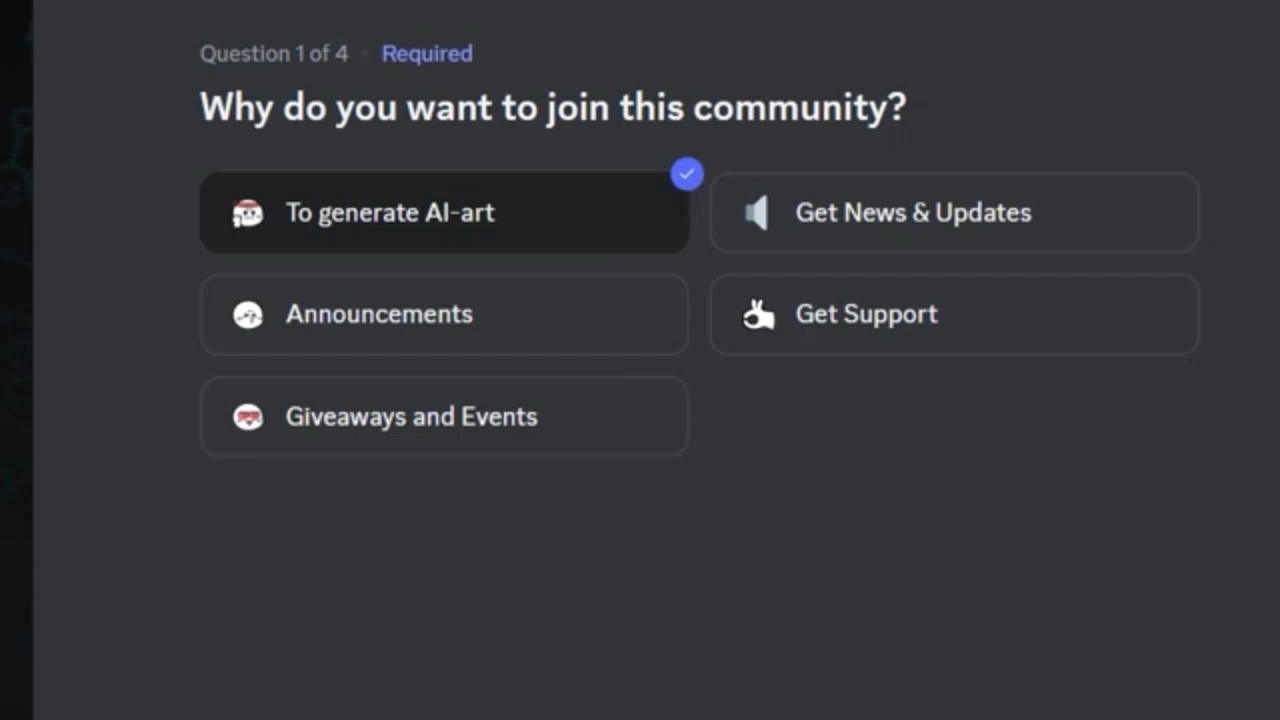 Question 1 of 4 • Required
Why do you want to join this community?
To generate AI-art
Get News & Updates
Announcements
Get Support
Giveaways and Events